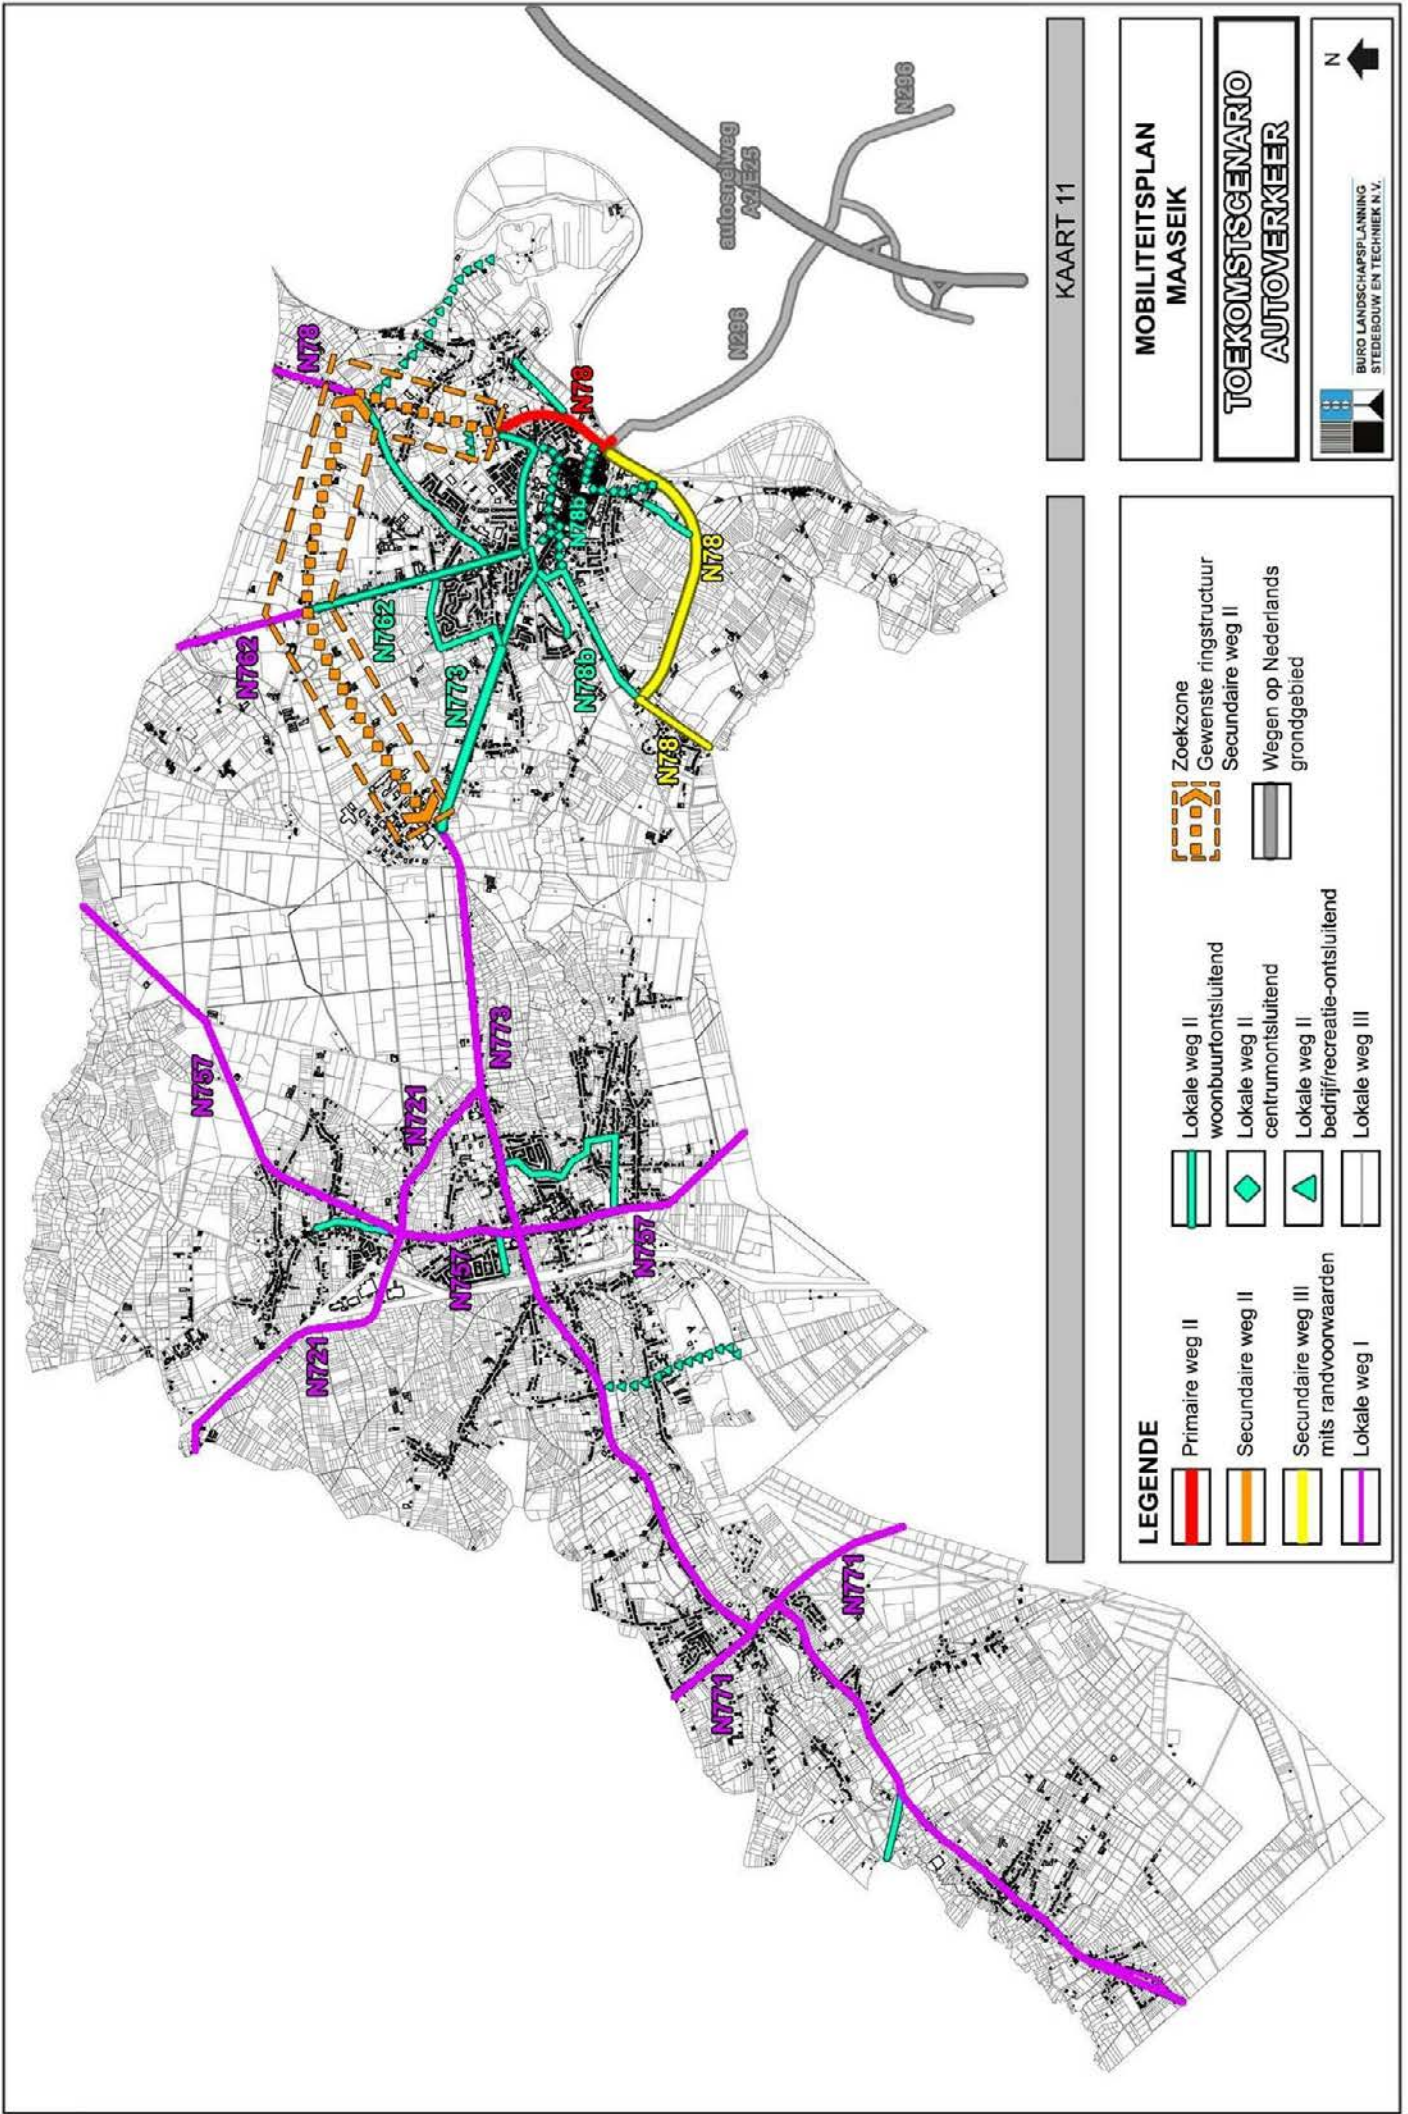 N78
N762
N762
N773
N78
N78b
N78b
N78
N78
N757
N721
N773
N757
N757
N721
N771
N771
autosnelweg
A2/E25
N296
N296
KAART 11
MOBILITEITSPLAN
MAASEIK
TOEKOMSTSCENARIO
AUTOVERKEER
N
BURO LANDSCHAPSPLANNING
STEDEBOUW EN TECHNIEK N.V.
LEGENDE
Primaire weg II
Secundaire weg II
Secundaire weg III
mits randvoorwaarden
Lokale weg I
Lokale weg II
woonbuurtontsluitend
Lokale weg II
centrumontsluitend
Lokale weg II
bedrijf/recreatie-ontsluitend
Lokale weg III
Zoekzone
Gewenste ringstructuur
Secundaire weg II
Wegen op Nederlands
grondgebied